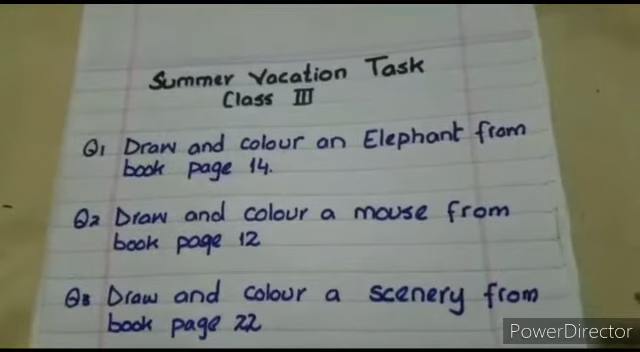 Summer Vacation Task
Class III
Q1 Draw and colour an Elephant from
book page 14.
Q2 Draw and colour a mouse from
book page 12
Q3 Draw and colour a scenery from
book page 22
PowerDirector